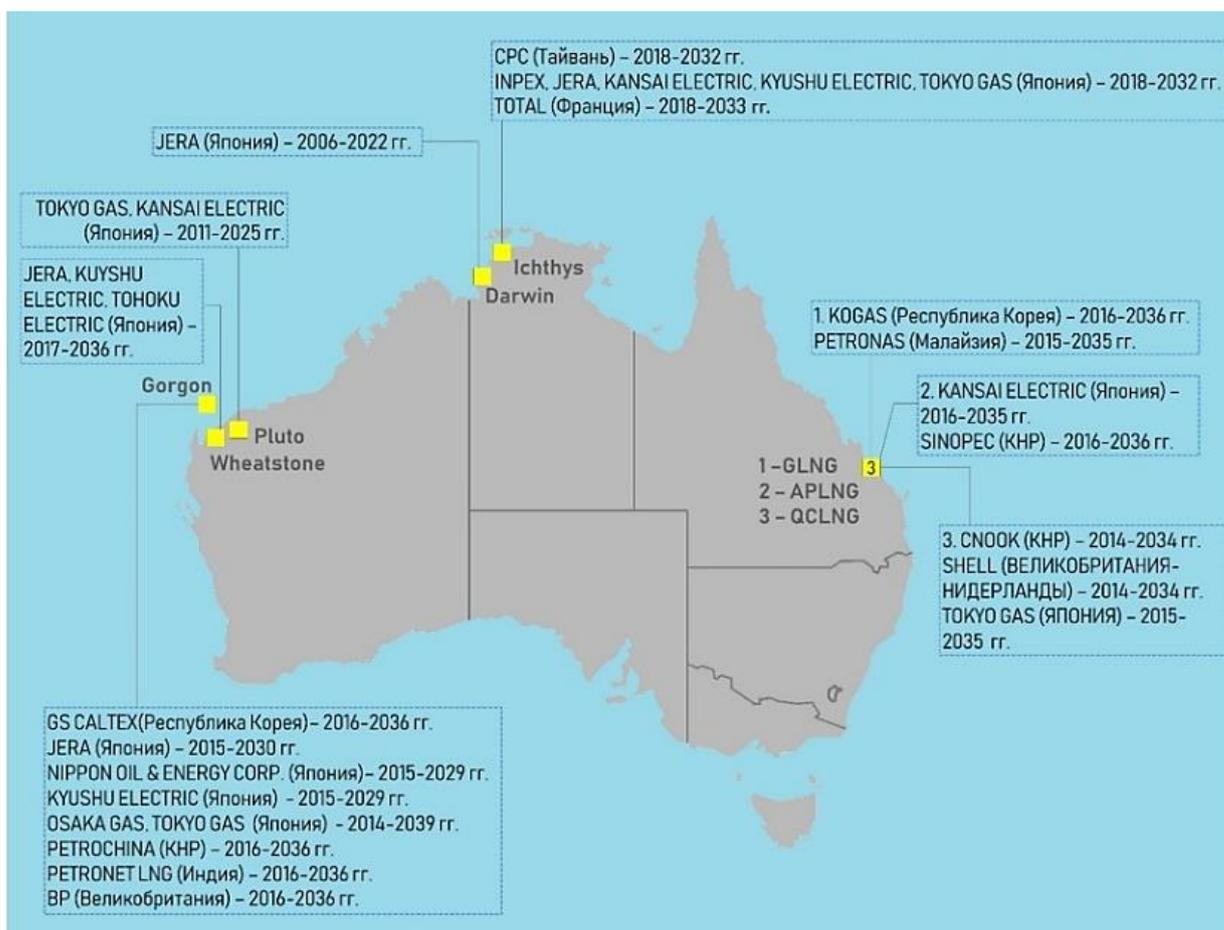 CPC (Тайвань) – 2018-2032 гг.
INPEX, JERA, KANSAI ELECTRIC, KYUSHU ELECTRIC, TOKYO GAS (Япония) – 2018-2032 гг.
TOTAL (Франция) – 2018-2033 гг.
JERA (Япония) – 2006-2022 гг.
TOKYO GAS, KANSAI ELECTRIC
(Япония) – 2011-2025 гг.
JERA, KUYSHU
ELECTRIC, TOHOKU
ELECTRIC (Япония) –
2017-2036 гг.
Ichthys
Darwin
Gorgon
Pluto
Wheatstone
1. KOGAS (Республика Корея) – 2016-2036 гг.
PETRONAS (Малайзия) – 2015-2035 гг.
2. KANSAI ELECTRIC (Япония) –
2016-2035 гг.
SINOPEC (КНР) – 2016-2036 гг.
3
1 –GLNG
2 – APLNG
3 – QCLNG
3. CNOOK (КНР) – 2014-2034 гг.
SHELL (ВЕЛИКОБРИТАНИЯ-
НИДЕРЛАНДЫ) – 2014-2034 гг.
TOKYO GAS (ЯПОНИЯ) – 2015-
2035 гг.
GS CALTEX(Республика Корея)– 2016-2036 гг.
JERA (Япония) – 2015-2030 гг.
NIPPON OIL & ENERGY CORP. (Япония)– 2015-2029 гг.
KYUSHU ELECTRIC (Япония) - 2015-2029 гг.
OSAKA GAS, TOKYO GAS (Япония) - 2014-2039 гг.
PETROCHINA (КНР) – 2016-2036 гг.
PETRONET LNG (Индия) – 2016-2036 гг.
BP (Великобритания) – 2016-2036 гг.